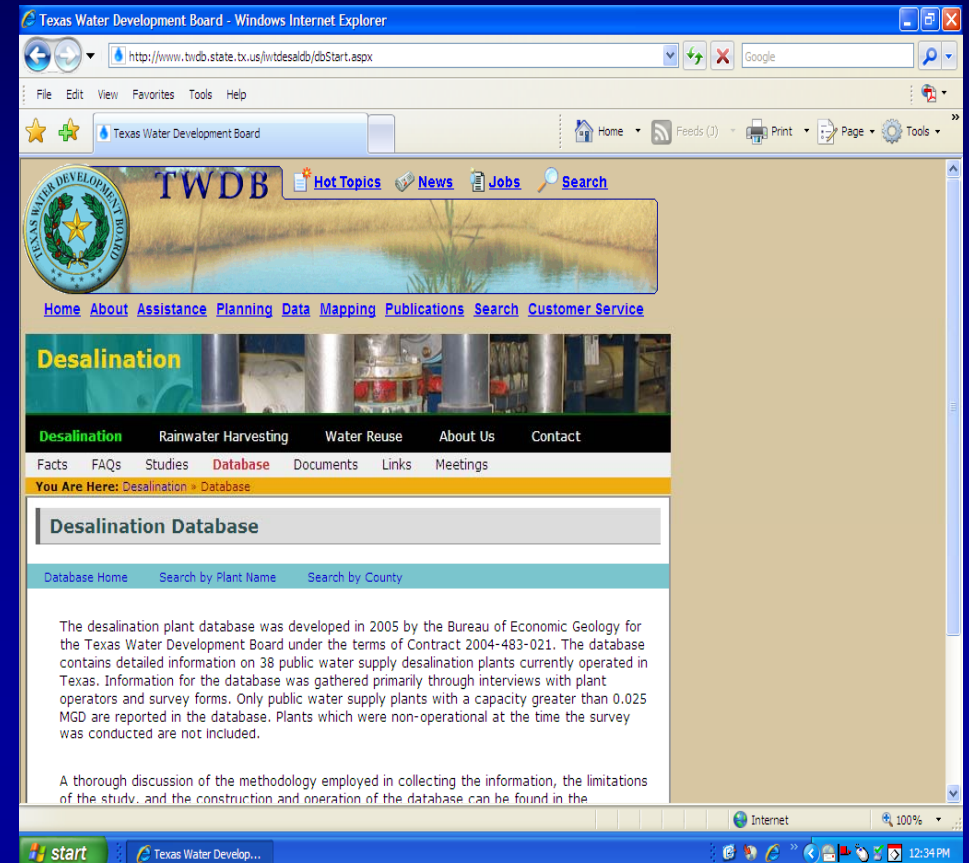 Texas Water Development Board - Windows Internet Explorer
http://www.twdb.state.tx.us/iwtdesaldb/dbStart.aspx
Google
File Edit View Favorites Tools Help
Texas Water Development Board
Home Feeds (J) Print Page Tools »
TEXAS WATER DEVELOPMENT BOARD
TWDB Hot Topics News Jobs Search
Home About Assistance Planning Data Mapping Publications Search Customer Service
Desalination
Desalination Rainwater Harvesting Water Reuse About Us Contact
Facts FAQs Studies Database Documents Links Meetings
You Are Here: Desalination » Database
Desalination Database
Database Home Search by Plant Name Search by County
The desalination plant database was developed in 2005 by the Bureau of Economic Geology for
the Texas Water Development Board under the terms of Contract 2004-483-021. The database
contains detailed information on 38 public water supply desalination plants currently operated in
Texas. Information for the database was gathered primarily through interviews with plant
operators and survey forms. Only public water supply plants with a capacity greater than 0.025
MGD are reported in the database. Plants which were non-operational at the time the survey
was conducted are not included.
A thorough discussion of the methodology employed in collecting the information, the limitations
of the study, and the construction and operation of the database can be found in the
Internet 100%
start Texas Water Develop... » 12:34 PM